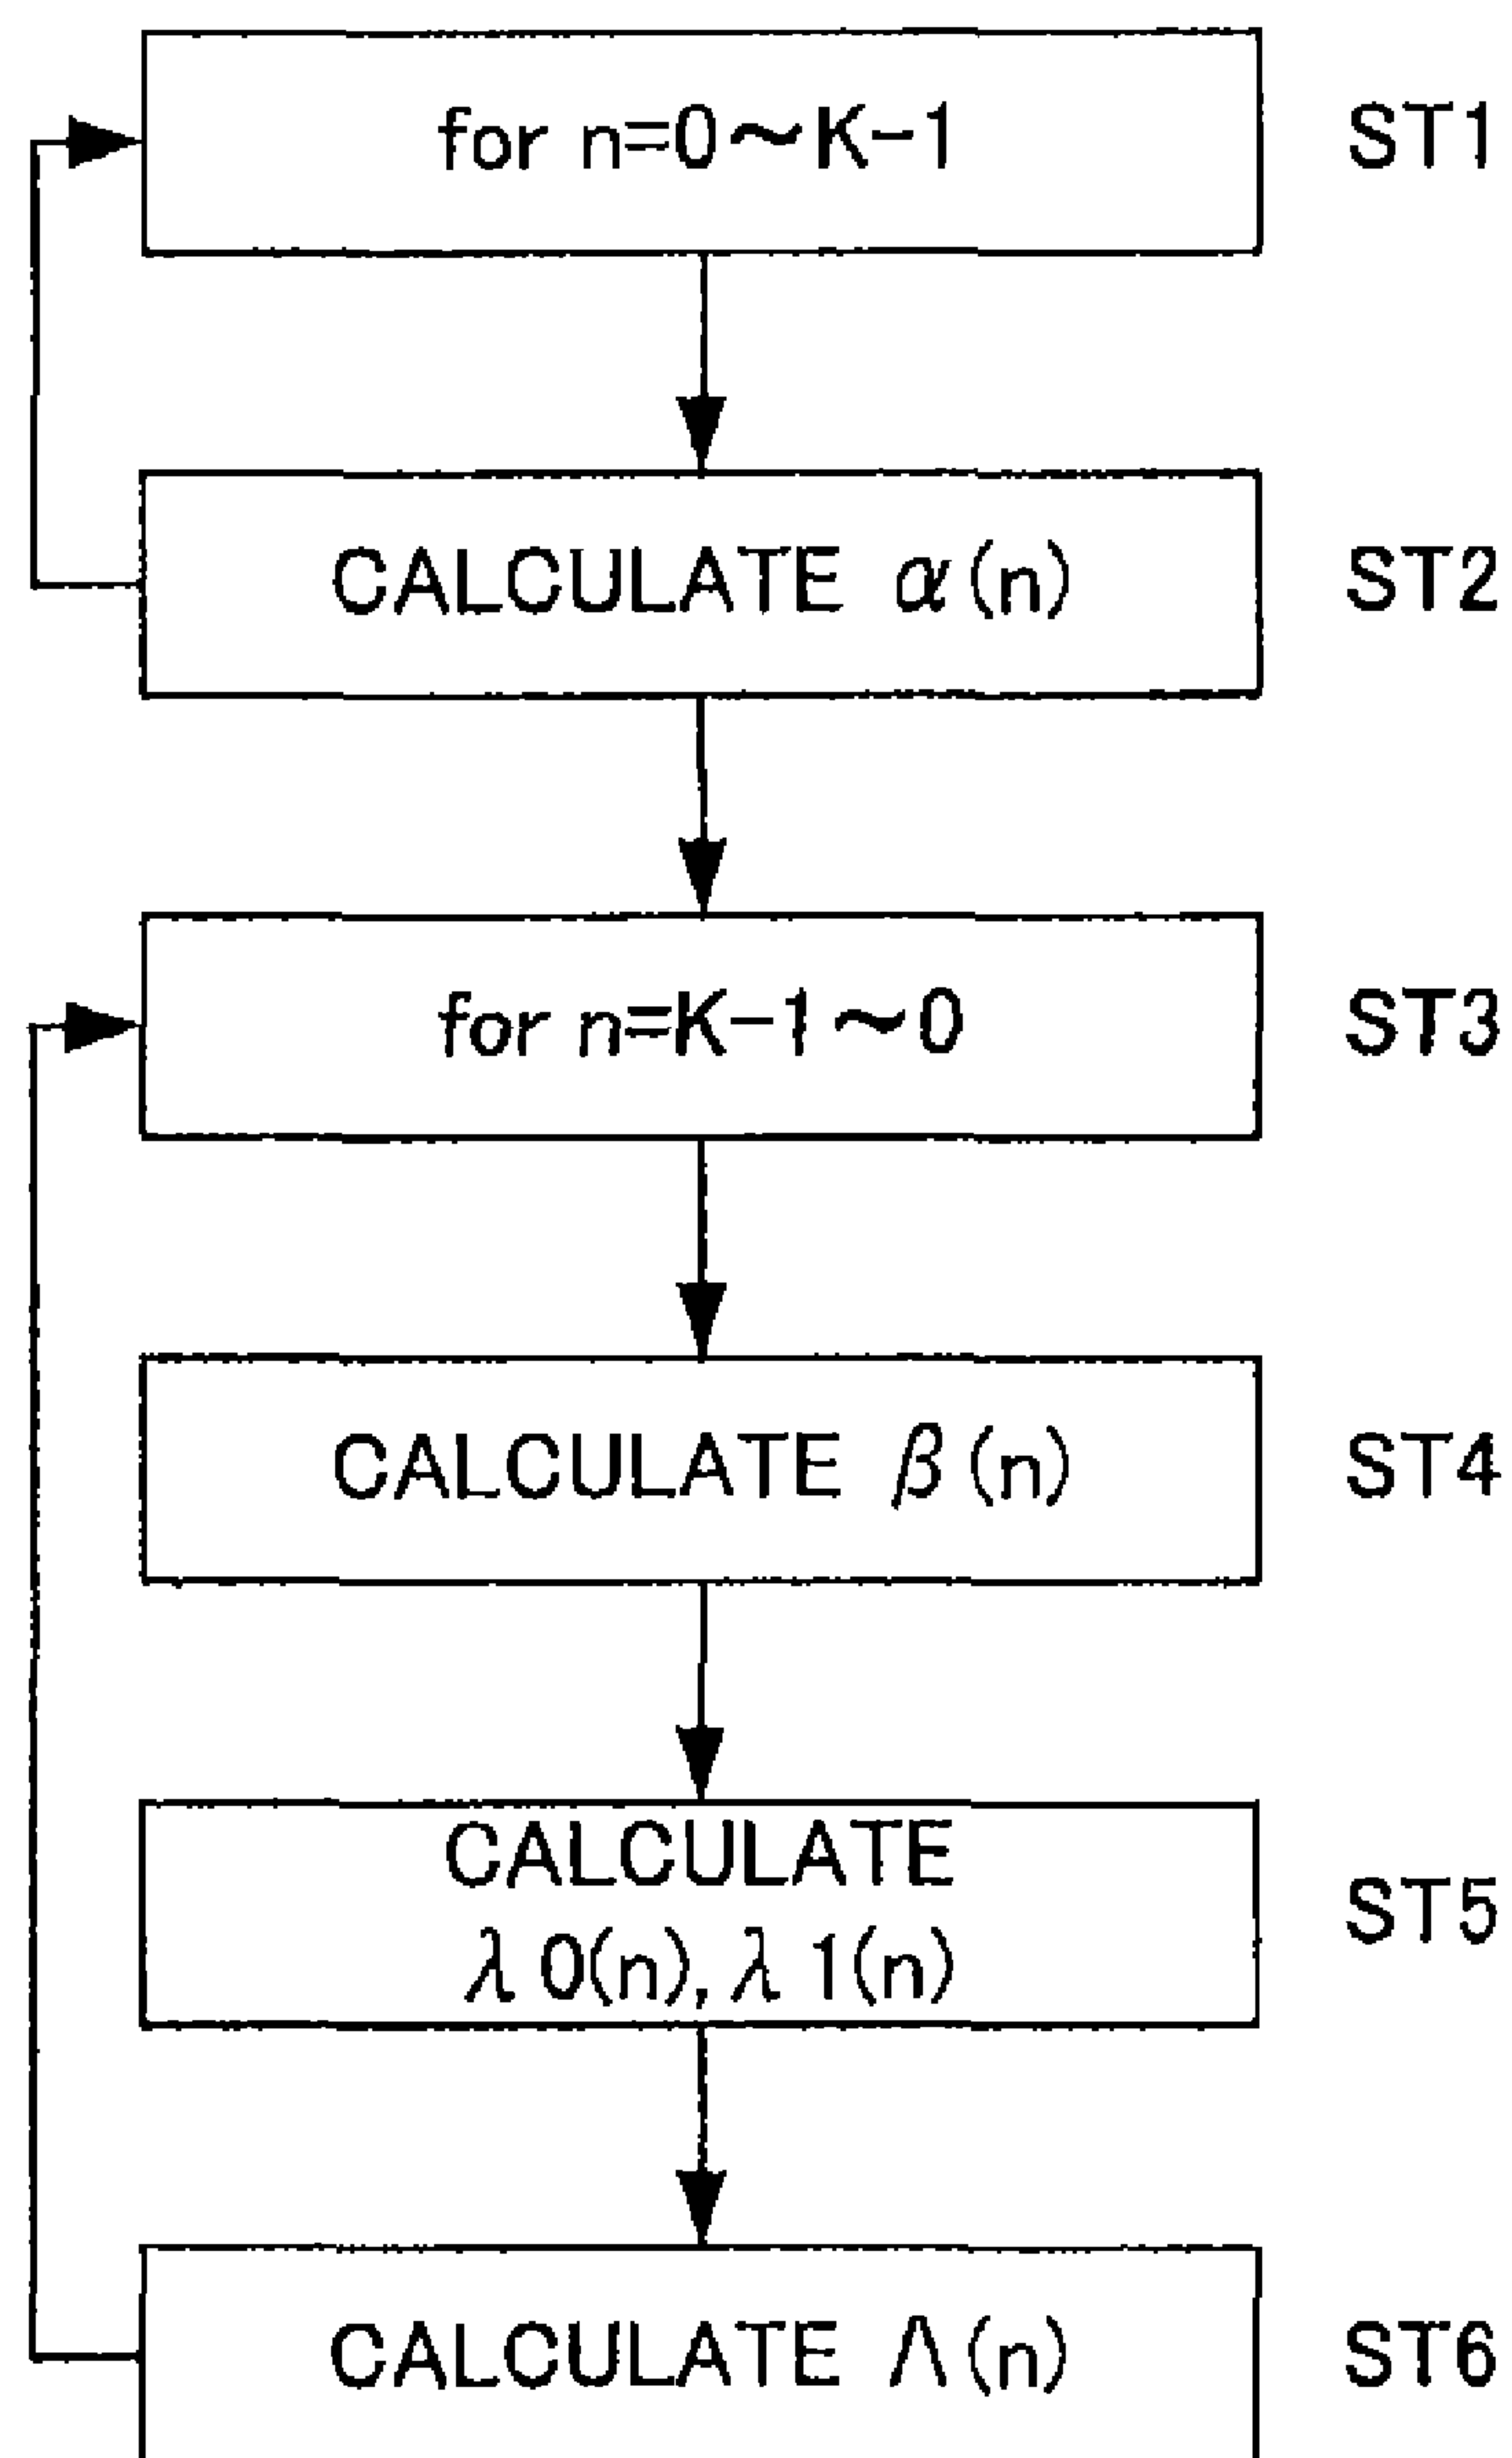 for n=0~K-1 ST1
CALCULATE α(n) ST2
for n=K-1~0 ST3
CALCULATE β(n) ST4
CALCULATE
λ0(n), λ1(n) ST5
CALCULATE Λ(n) ST6